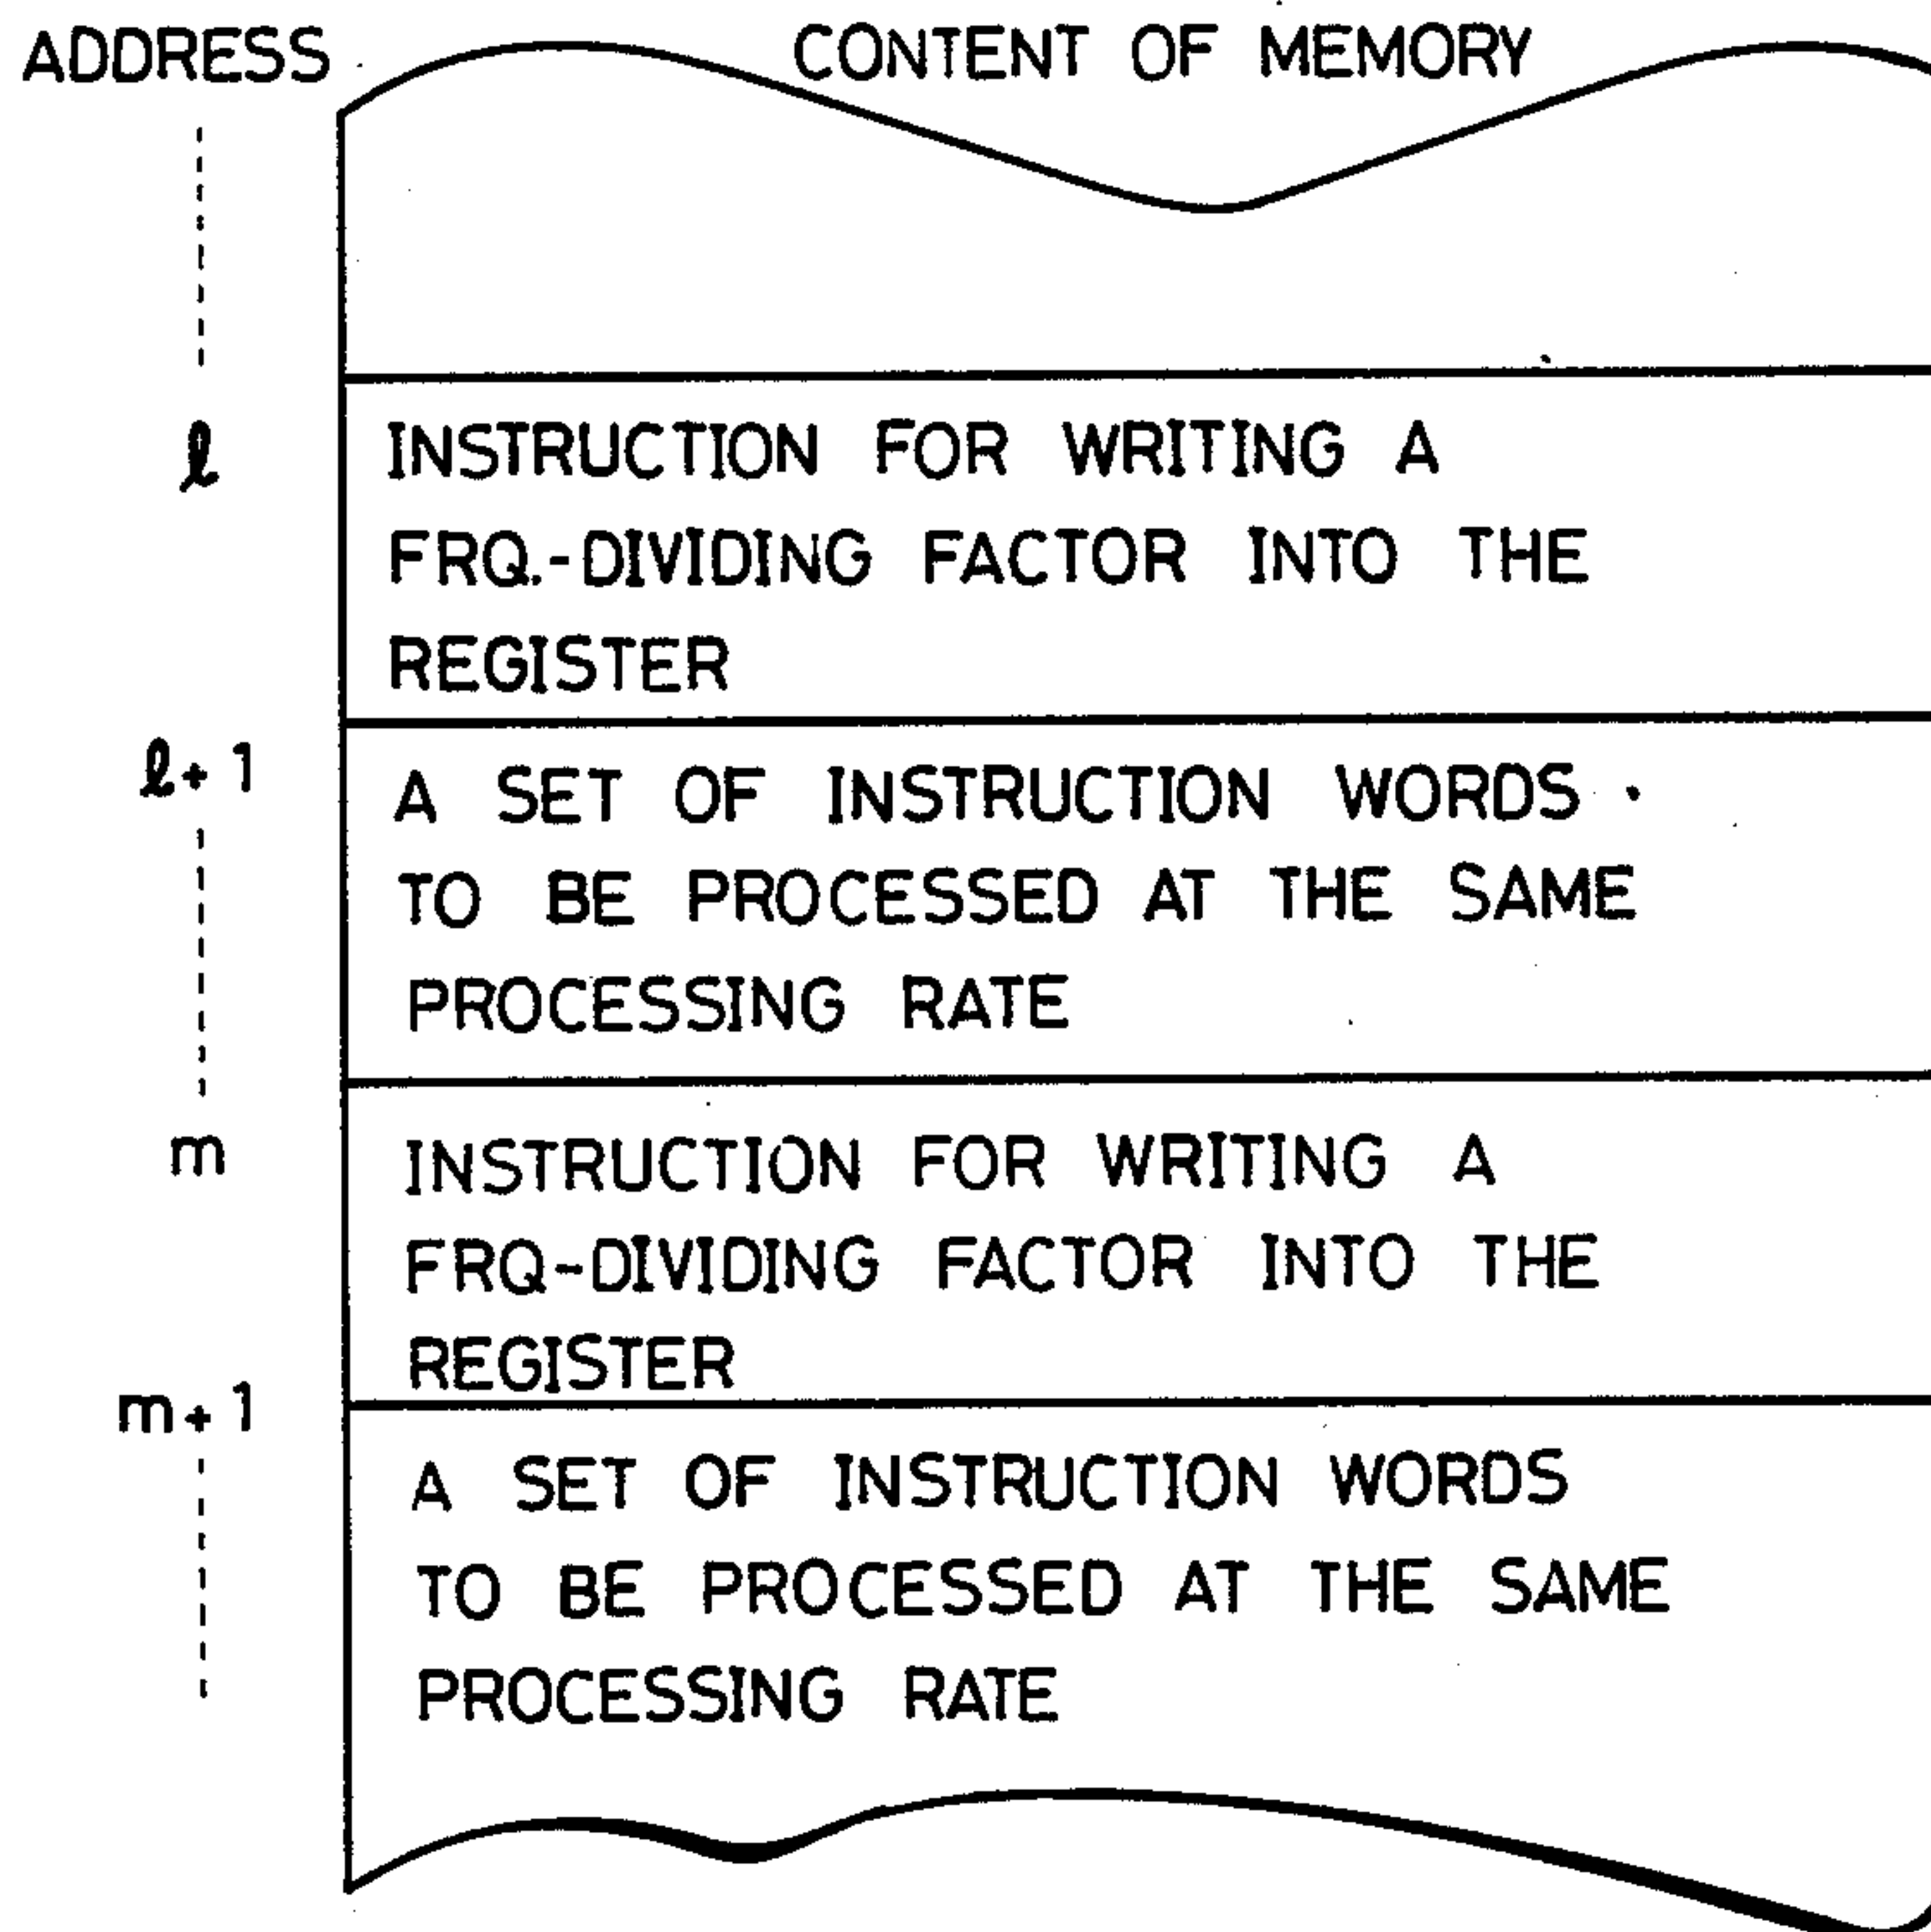 ADDRESS CONTENT OF MEMORY
ℓ INSTRUCTION FOR WRITING A
FRQ.-DIVIDING FACTOR INTO THE
REGISTER
ℓ+1 A SET OF INSTRUCTION WORDS
TO BE PROCESSED AT THE SAME
PROCESSING RATE
m INSTRUCTION FOR WRITING A
FRQ-DIVIDING FACTOR INTO THE
REGISTER
m+1
A SET OF INSTRUCTION WORDS
TO BE PROCESSED AT THE SAME
PROCESSING RATE